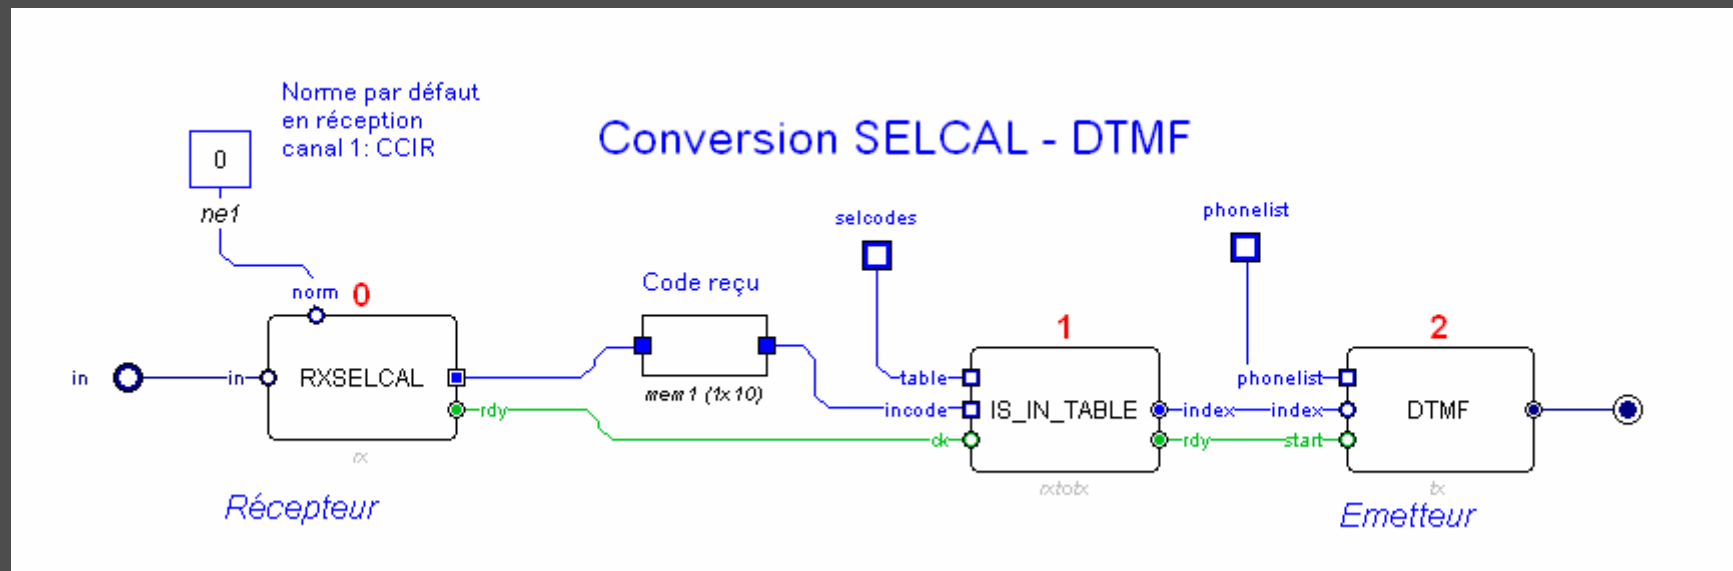 Norme par défaut
en réception
canal 1: CCIR
Conversion SELCAL - DTMF
0
ne1
selcodes
phonelist
Code reçu
norm
0
1
2
in
in
RXSELCAL
rdy
mem1 (1x10)
table
incode
ck
IS_IN_TABLE
index
rdy
phonelist
index
start
DTMF
rx
rxtotx
tx
Récepteur
Emetteur